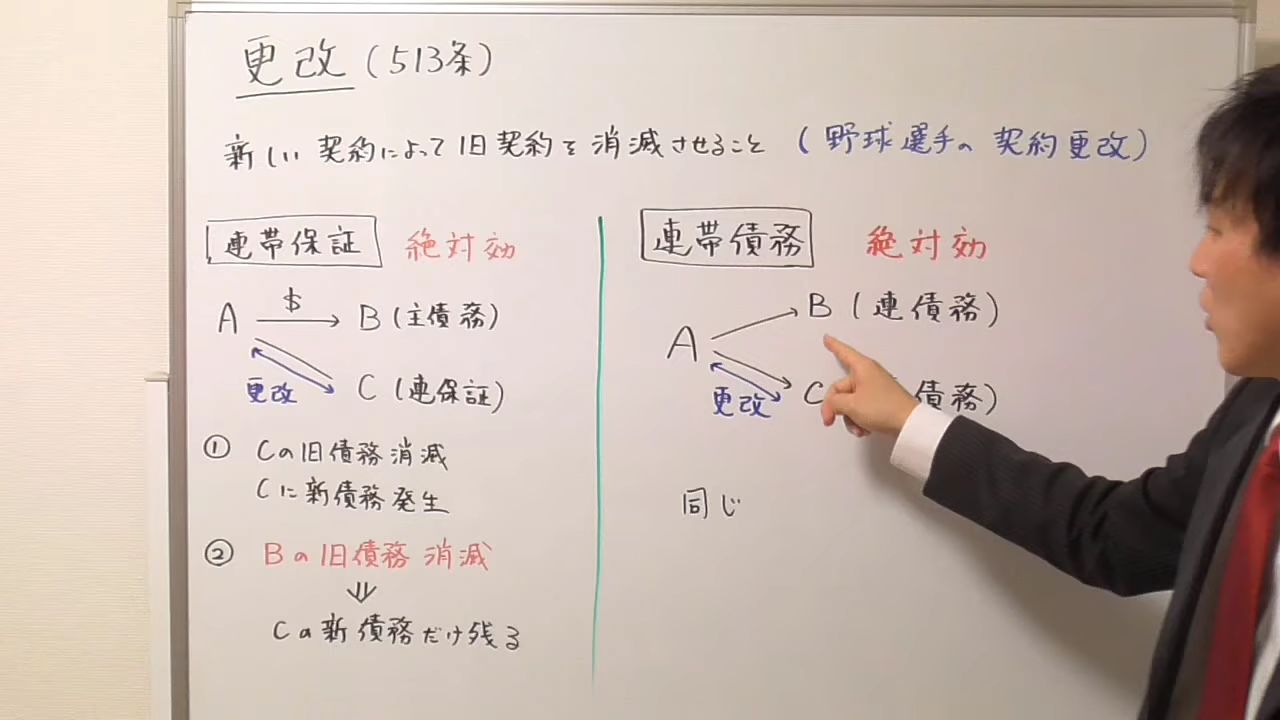 更改(513条)
新しい契約によって旧契約を消滅させること (野球選手の契約更改)
連帯保証 絶対効
A $ B(主債務)
更改 C(連保証)
① Cの旧債務消滅
Cに新債務発生
② Bの旧債務消滅
⇓
Cの新債務だけ残る
連帯債務 絶対効
B(連債務)
A
更改 C 債務)
同じ